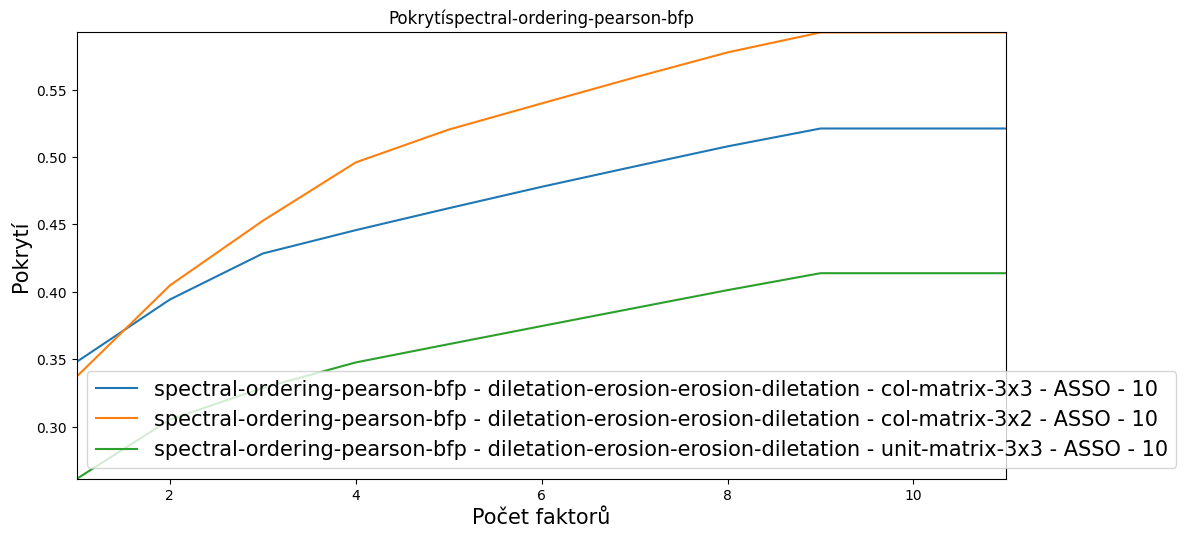 Pokrytíspectral-ordering-pearson-bfp
0.55
0.50
0.45
0.40
0.35
0.30
Pokrytí
spectral-ordering-pearson-bfp - diletation-erosion-erosion-diletation - col-matrix-3x3 - ASSO - 10
spectral-ordering-pearson-bfp - diletation-erosion-erosion-diletation - col-matrix-3x2 - ASSO - 10
spectral-ordering-pearson-bfp - diletation-erosion-erosion-diletation - unit-matrix-3x3 - ASSO - 10
2 4 6 8 10
Počet faktorů